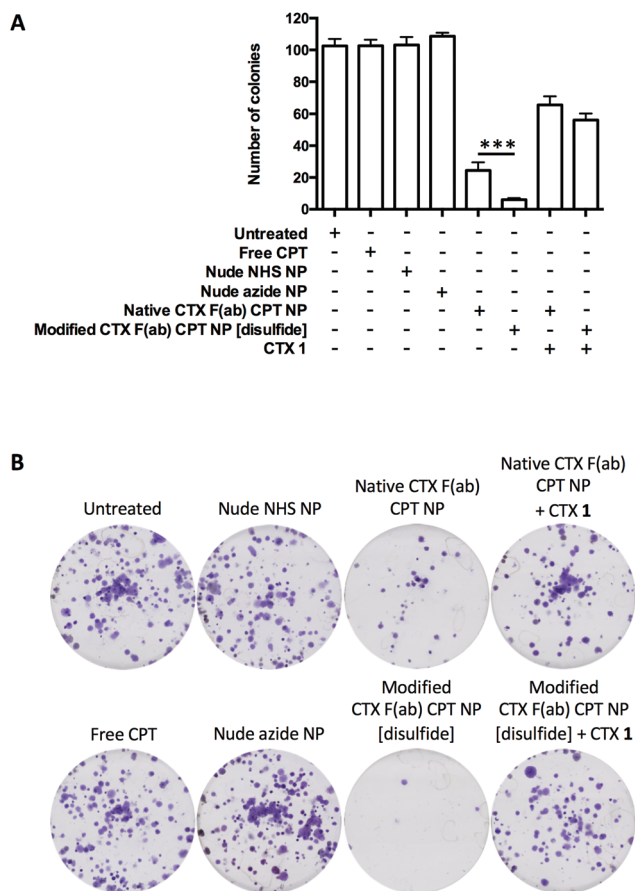 A
Number of colonies
120
100
80
60
40
20
0
***
Untreated + - - - - - - -
Free CPT - + - - - - - -
Nude NHS NP - - + - - - - -
Nude azide NP - - - + - - - -
Native CTX F(ab) CPT NP - - - - + - + -
Modified CTX F(ab) CPT NP [disulfide] - - - - - + - +
CTX 1 - - - - - - + +
B
Untreated
Nude NHS NP
Native CTX F(ab)
CPT NP
Native CTX F(ab)
CPT NP
+ CTX 1
Free CPT
Nude azide NP
Modified
CTX F(ab) CPT NP
[disulfide]
Modified
CTX F(ab) CPT NP
[disulfide] + CTX 1